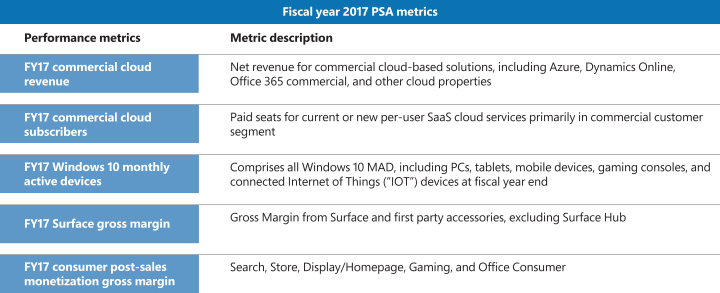 Fiscal year 2017 PSA metrics
Performance metrics
Metric description
FY17 commercial cloud
revenue
Net revenue for commercial cloud-based solutions, including Azure, Dynamics Online,
Office 365 commercial, and other cloud properties
FY17 commercial cloud
subscribers
Paid seats for current or new per-user SaaS cloud services primarily in commercial customer
segment
FY17 Windows 10 monthly
active devices
Comprises all Windows 10 MAD, including PCs, tablets, mobile devices, gaming consoles, and
connected Internet of Things (“IOT”) devices at fiscal year end
FY17 Surface gross margin
Gross Margin from Surface and first party accessories, excluding Surface Hub
FY17 consumer post-sales
monetization gross margin
Search, Store, Display/Homepage, Gaming, and Office Consumer